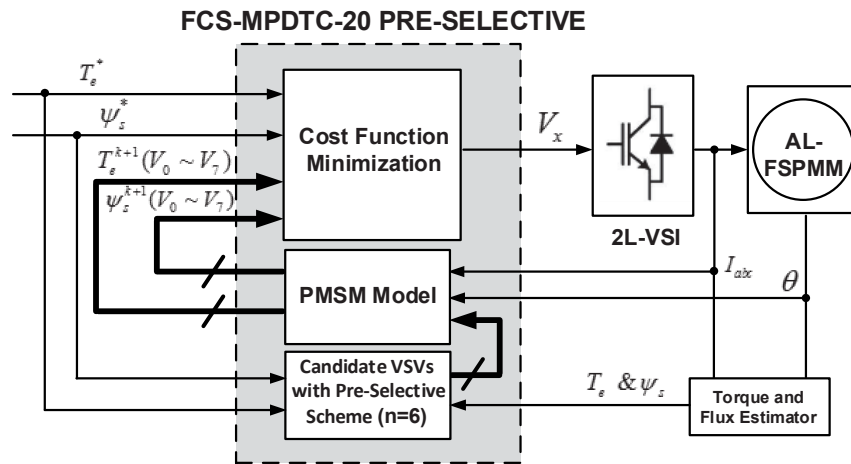 FCS-MPDTC-20 PRE-SELECTIVE
T_e^*
ψ_s^*
T_e^{k+1}(V_0 ~ V_7)
ψ_s^{k+1}(V_0 ~ V_7)
Cost Function
Minimization
V_x
2L-VSI
AL-
FSPMM
PMSM Model
I_{abc}
θ
Candidate VSVs
with Pre-Selective
Scheme (n=6)
T_e & ψ_s
Torque and
Flux Estimator